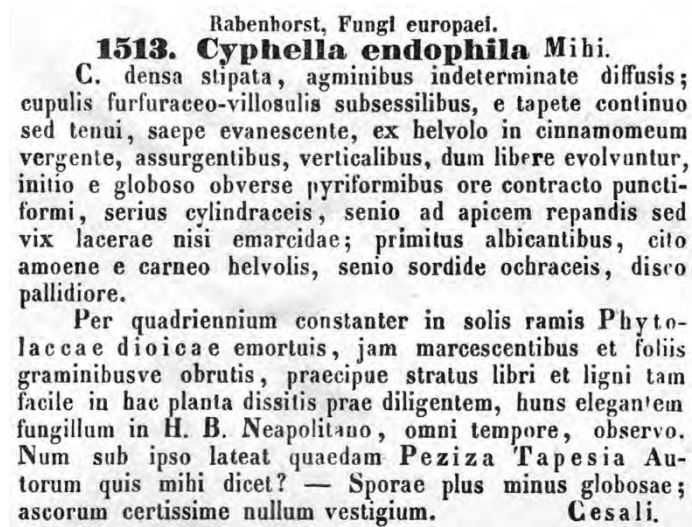 Rabenhorst, Fungi europaei.
1513. Cyphella endophila Mihi.
C. densa stipata, agminibus indeterminate diffusis;
cupulis furfuraceo-villosulis subsessilibus, e tapete continuo
sed tenui, saepe evanescente, ex helvolo in cinnamomeum
vergente, assurgentibus, verticalibus, dum libere evolvuntur,
initio e globoso obverse pyriformibus ore contracto puncti-
formi, serius cylindraceis, senio ad apicem repandis sed
vix lacerae nisi emarcidae; primitus albicantibus, cito
amoene e carneo helvolis, senio sordide ochraceis, disco
pallidiore.
Per quadriennium constanter in solis ramis Phyto-
laccae dioicae emortuis, jam marcescentibus et foliis
graminibusve obrutis, praecipue stratus libri et ligni tam
facile in hac planta dissitis prae diligentem, huns elegantem
fungillum in H. B. Neapolitano, omni tempore, observo.
Num sub ipso lateat quaedam Peziza Tapesia Au-
torum quis mihi dicet? — Sporae plus minus globosae;
ascorum certissime nullum vestigium. Cesati.